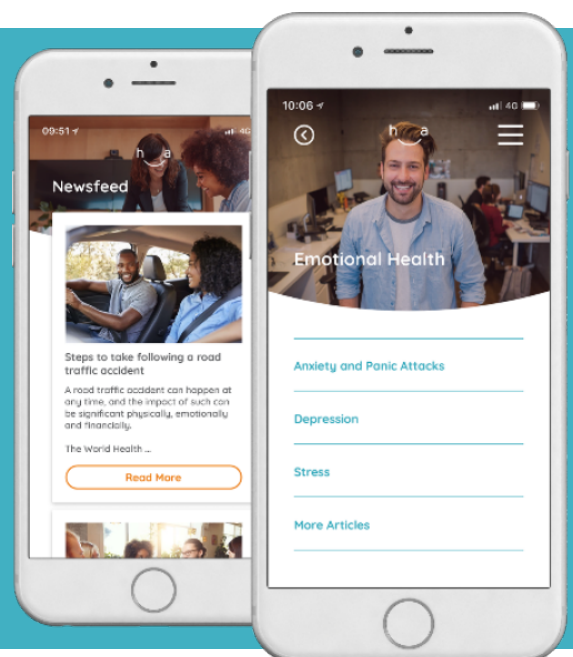 09:51
4G
h a
Newsfeed
Steps to take following a road
traffic accident
A road traffic accident can happen at
any time, and the impact of such can
be significant physically, emotionally
and financially.
The World Health ...
Read More
10:06
4G
h a
Emotional Health
Anxiety and Panic Attacks
Depression
Stress
More Articles